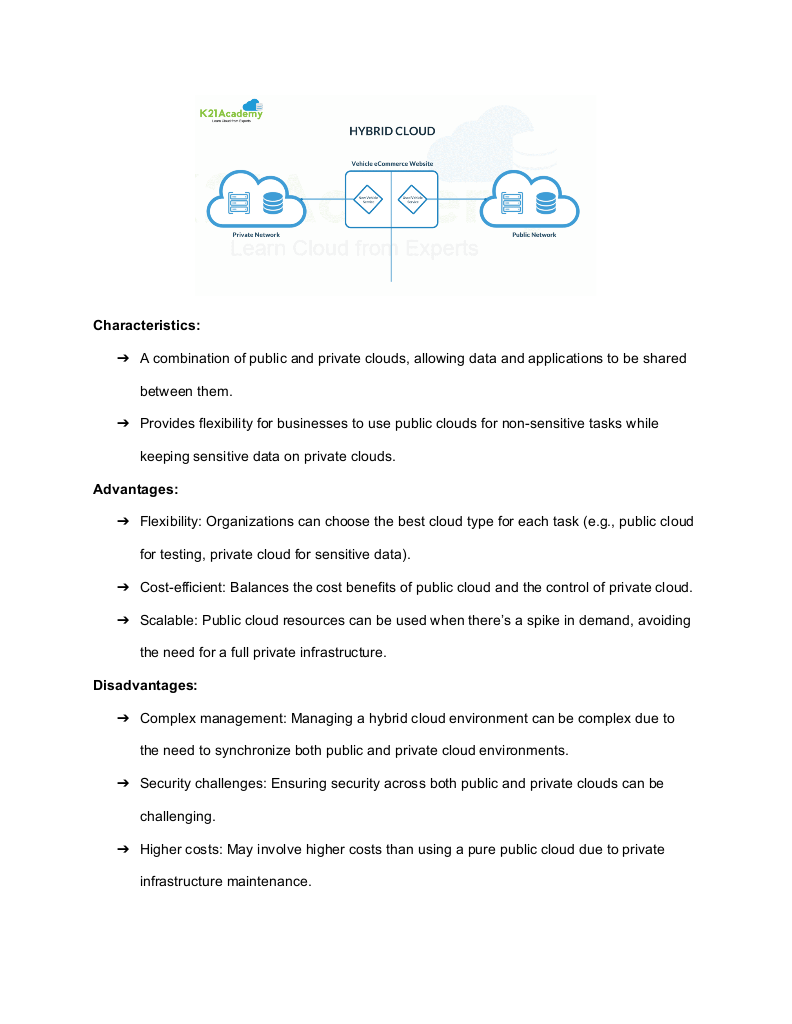 K21Academy
Learn Cloud from Experts
HYBRID CLOUD
Vehicle eCommerce Website
New Vehicle
Service
Used Vehicle
Service
Private Network
Public Network
Learn Cloud from Experts
Characteristics:
➔ A combination of public and private clouds, allowing data and applications to be shared
between them.
➔ Provides flexibility for businesses to use public clouds for non-sensitive tasks while
keeping sensitive data on private clouds.
Advantages:
➔ Flexibility: Organizations can choose the best cloud type for each task (e.g., public cloud
for testing, private cloud for sensitive data).
➔ Cost-efficient: Balances the cost benefits of public cloud and the control of private cloud.
➔ Scalable: Public cloud resources can be used when there’s a spike in demand, avoiding
the need for a full private infrastructure.
Disadvantages:
➔ Complex management: Managing a hybrid cloud environment can be complex due to
the need to synchronize both public and private cloud environments.
➔ Security challenges: Ensuring security across both public and private clouds can be
challenging.
➔ Higher costs: May involve higher costs than using a pure public cloud due to private
infrastructure maintenance.